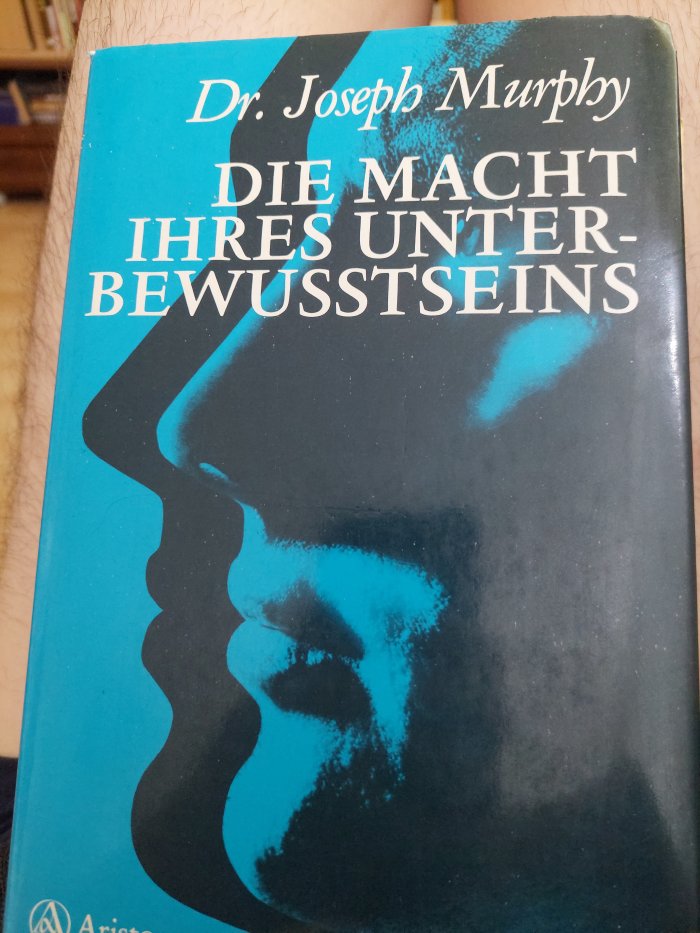 Dr. Joseph Murphy
DIE MACHT
IHRES UNTER-
BEWUSSTSEINS